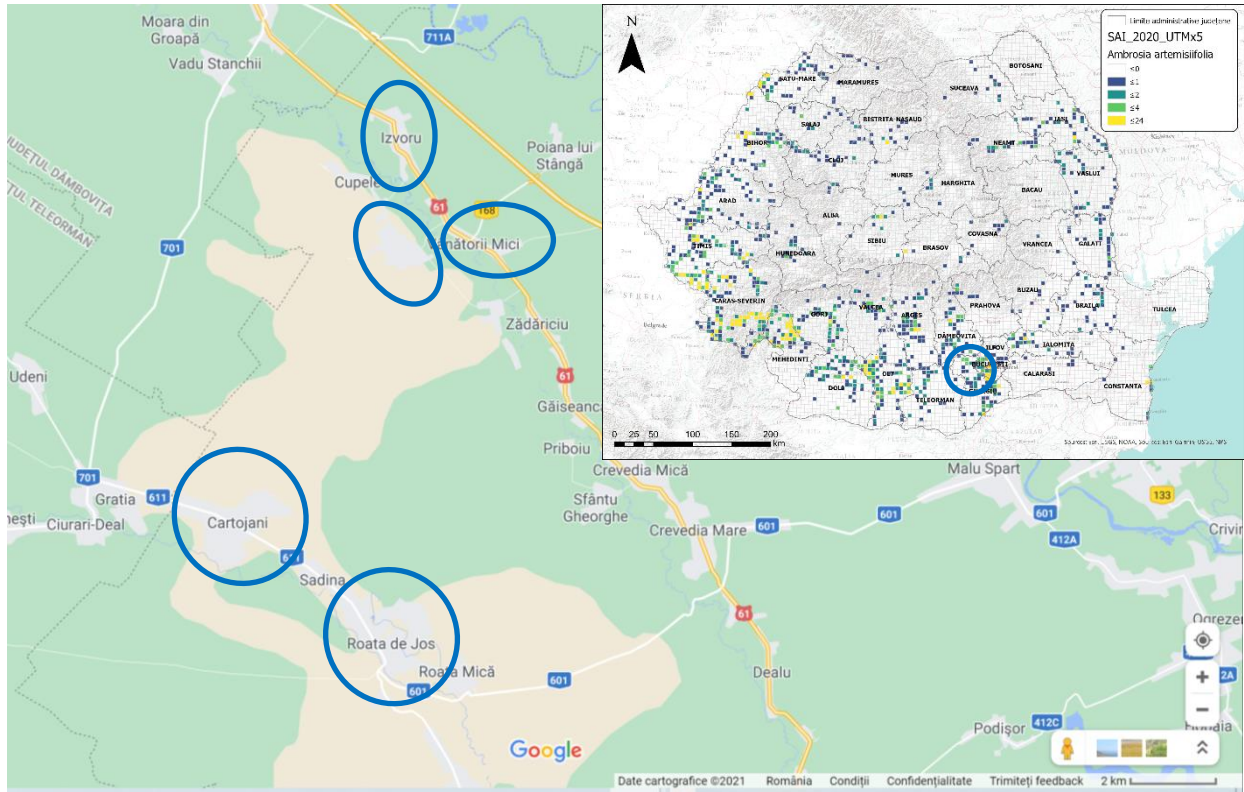 Moara din
Groapă
Vadu Stanchii
711A
Izvoru
Poiana lui
Stângă
JUDEȚUL DÂMBOVIȚA
JUDEȚUL TELEORMAN
61
168
701
Vânătorii Mici
Zădăriciu
Udeni
61
Găiseanca
Priboiu
Crevedia Mică
701
Gratia
611
Sfântu
Gheorghe
Ciurari-Deal
Cartojani
Crevedia Mare
601
601
Malu Spart
601
133
412A
Sadina
61
Roata de Jos
Roata Mică
601
601
Dealu
Podișor
412C
Google
Date cartografice ©2021
România
Condiții
Confidențialitate
Trimiteți feedback
2 km
N
Limite administrative județene
SAI_2020_UTMx5
Ambrosia artemisiifolia
≤0
≤1
≤2
≤4
≤24
BOTOSANI
SATU-MARE
MARAMURES
SUCEAVA
SALAJ
BISTRITA-NASAUD
IASI
BIHOR
CLUJ
NEAMT
MOLDOVA
MURES
HARGHITA
BACAU
VASLUI
ARAD
ALBA
SIBIU
BRASOV
COVASNA
VRANCEA
GALATI
TIMIS
HUNEDOARA
CARAS-SEVERIN
GORJ
VALCEA
ARGES
PRAHOVA
BUZAU
BRAILA
TULCEA
SERBIA
Belgrade
DÂMBOVITA
ILFOV
IALOMITA
MEHEDINTI
CALARASI
DOLJ
OLT
TELEORMAN
CONSTANTA
0 25 50 100 150 200
km